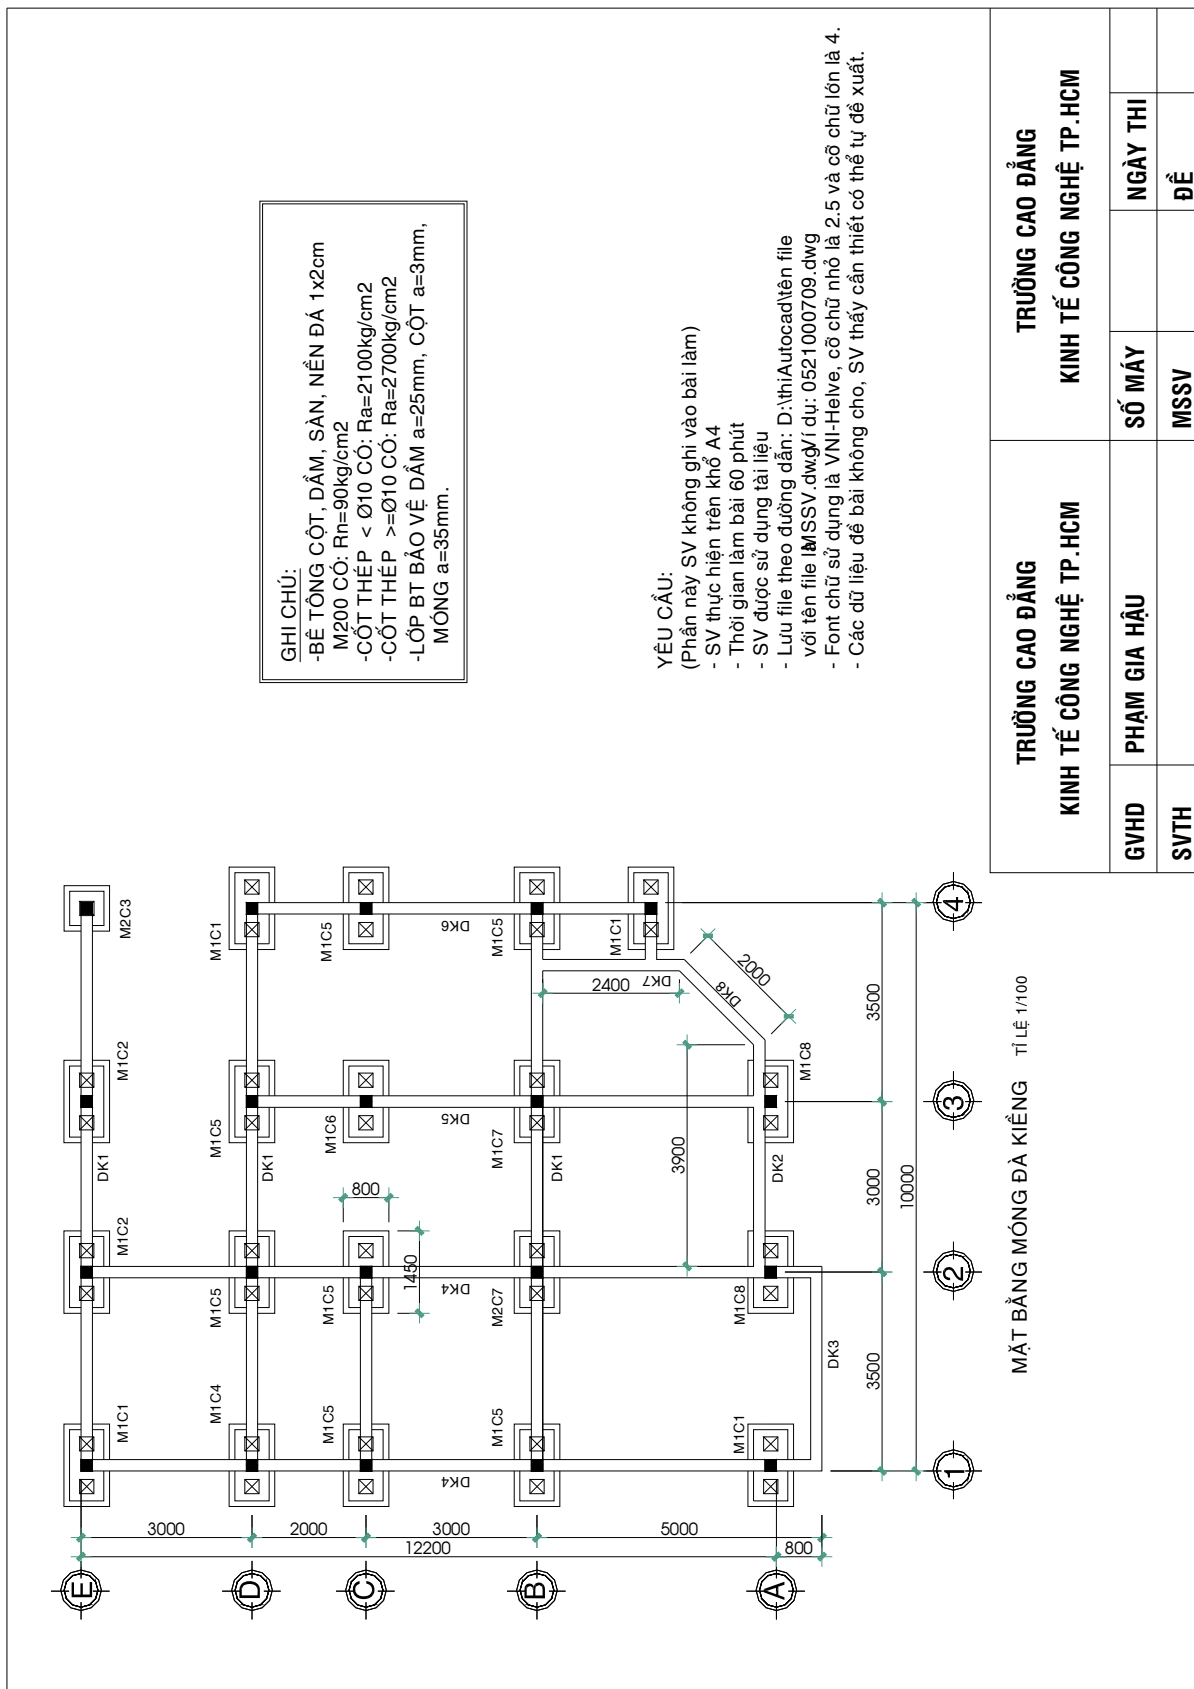 GHI CHÚ:
-BÊ TÔNG CỘT, DẦM, SÀN, NỀN ĐÁ 1x2cm
M200 CÓ: Rn=90kg/cm2
-CỐT THÉP < Ø10 CÓ: Ra=2100kg/cm2
-CỐT THÉP >=Ø10 CÓ: Ra=2700kg/cm2
-LỚP BT BẢO VỆ DẦM a=25mm, CỘT a=3mm,
MÓNG a=35mm.
YÊU CẦU:
(Phần này SV không ghi vào bài làm)
- SV thực hiện trên khổ A4
- Thời gian làm bài 60 phút
- SV được sử dụng tài liệu
- Lưu file theo đường dẫn: D:\thiAutocad\tên file
với tên file là MSSV.dwg Ví dụ: 0521000709.dwg
- Font chữ sử dụng là VNI-Helve, cỡ chữ nhỏ là 2.5 và cỡ chữ lớn là 4.
- Các dữ liệu đề bài không cho, SV thấy cần thiết có thể tự đề xuất.
E
3000
M1C1
M1C2
DK1
M1C2
M2C3
D
2000
M1C4
M1C5
M1C5
DK1
M1C1
C
3000
12200
M1C5
M1C5
1450
800
M1C6
M1C5
DK4
DK4
DK5
DK6
B
5000
M1C5
M2C7
M1C7
DK1
M1C5
2400
DK7
M1C1
DK8
2000
3900
A
800
M1C1
M1C8
DK2
M1C8
DK3
3500
3000
3500
10000
1
2
3
4
MẶT BẰNG MÓNG ĐÀ KIỀNG TỈ LỆ 1/100
TRƯỜNG CAO ĐẲNG
KINH TẾ CÔNG NGHỆ TP.HCM
TRƯỜNG CAO ĐẲNG
KINH TẾ CÔNG NGHỆ TP.HCM
GVHD
PHẠM GIA HẬU
SỐ MÁY
NGÀY THI
SVTH
MSSV
ĐỀ